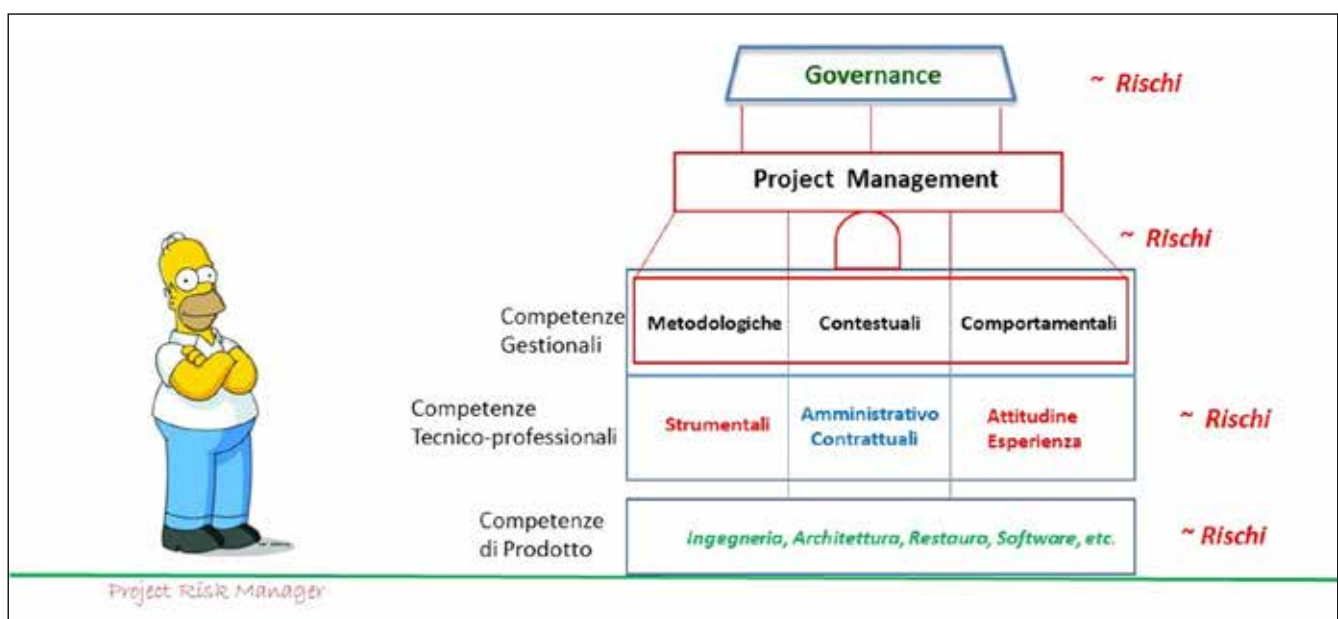 Governance
~ Rischi
Project Management
~ Rischi
Competenze
Gestionali
Metodologiche
Contestuali
Comportamentali
Competenze
Tecnico-professionali
Strumentali
Amministrativo
Contrattuali
Attitudine
Esperienza
~ Rischi
Competenze
di Prodotto
Ingegneria, Architettura, Restauro, Software, etc.
~ Rischi
Project Risk Manager